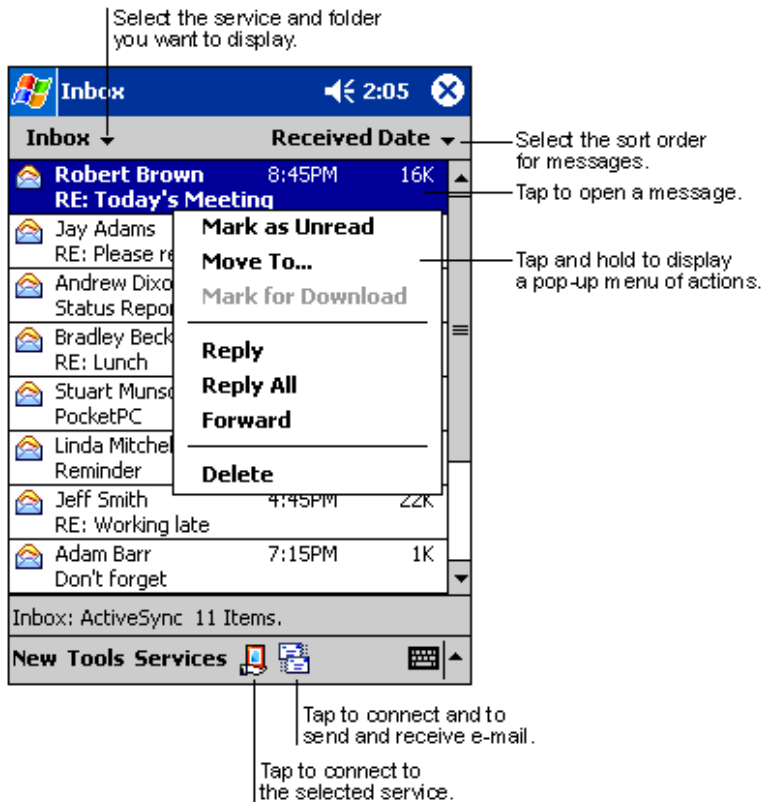 Select the service and folder
you want to display.
Inbox 2:05
Inbox Received Date
Select the sort order
for messages.
Robert Brown 8:45PM 16K
RE: Today's Meeting
Tap to open a message.
Jay Adams
RE: Please re
Mark as Unread
Move To...
Mark for Download
Reply
Reply All
Forward
Delete
Tap and hold to display
a pop-up menu of actions.
Andrew Dixo
Status Repor
Bradley Beck
RE: Lunch
Stuart Munso
PocketPC
Linda Mitchel
Reminder
Jeff Smith 4:45PM 22K
RE: Working late
Adam Barr 7:15PM 1K
Don't forget
Inbox: ActiveSync 11 Items.
New Tools Services
Tap to connect and to
send and receive e-mail.
Tap to connect to
the selected service.